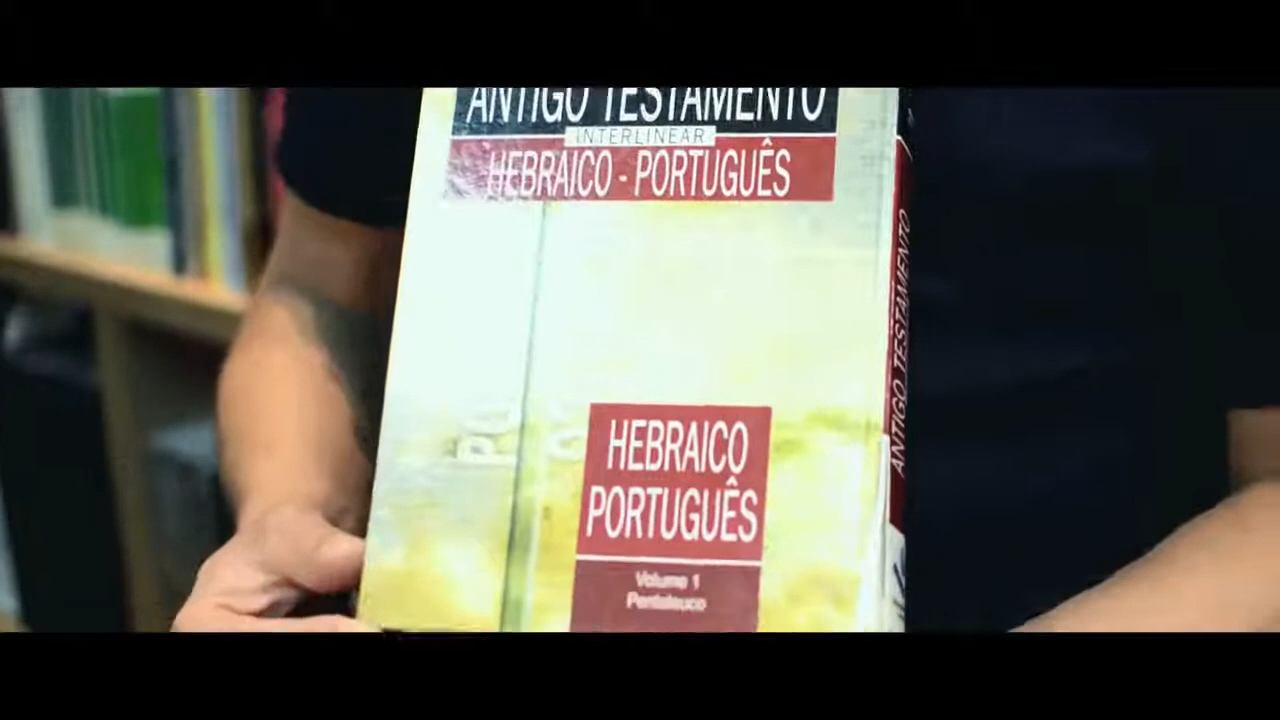 ANTIGO TESTAMENTO
INTERLINEAR
HEBRAICO - PORTUGUÊS
HEBRAICO
PORTUGUÊS
Volume 1
Pentateuco
ANTIGO TESTAMENTO